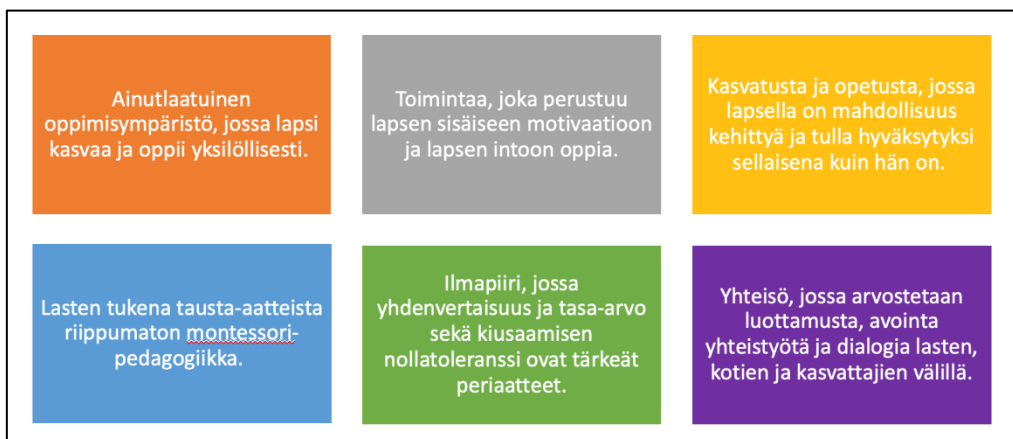 Ainutlaatuinen
oppimisympäristö, jossa lapsi
kasvaa ja oppii yksilöllisesti.
Toimintaa, joka perustuu
lapsen sisäiseen motivaatioon
ja lapsen intoon oppia.
Kasvatusta ja opetusta, jossa
lapsella on mahdollisuus
kehittyä ja tulla hyväksytyksi
sellaisena kuin hän on.
Lasten tukena tausta-aatteista
riippumaton montessori-
pedagogiikka.
Ilmapiiri, jossa
yhdenvertaisuus ja tasa-arvo
sekä kiusaamisen
nollatoleranssi ovat tärkeät
periaatteet.
Yhteisö, jossa arvostetaan
luottamusta, avointa
yhteistyötä ja dialogia lasten,
kotien ja kasvattajien välillä.